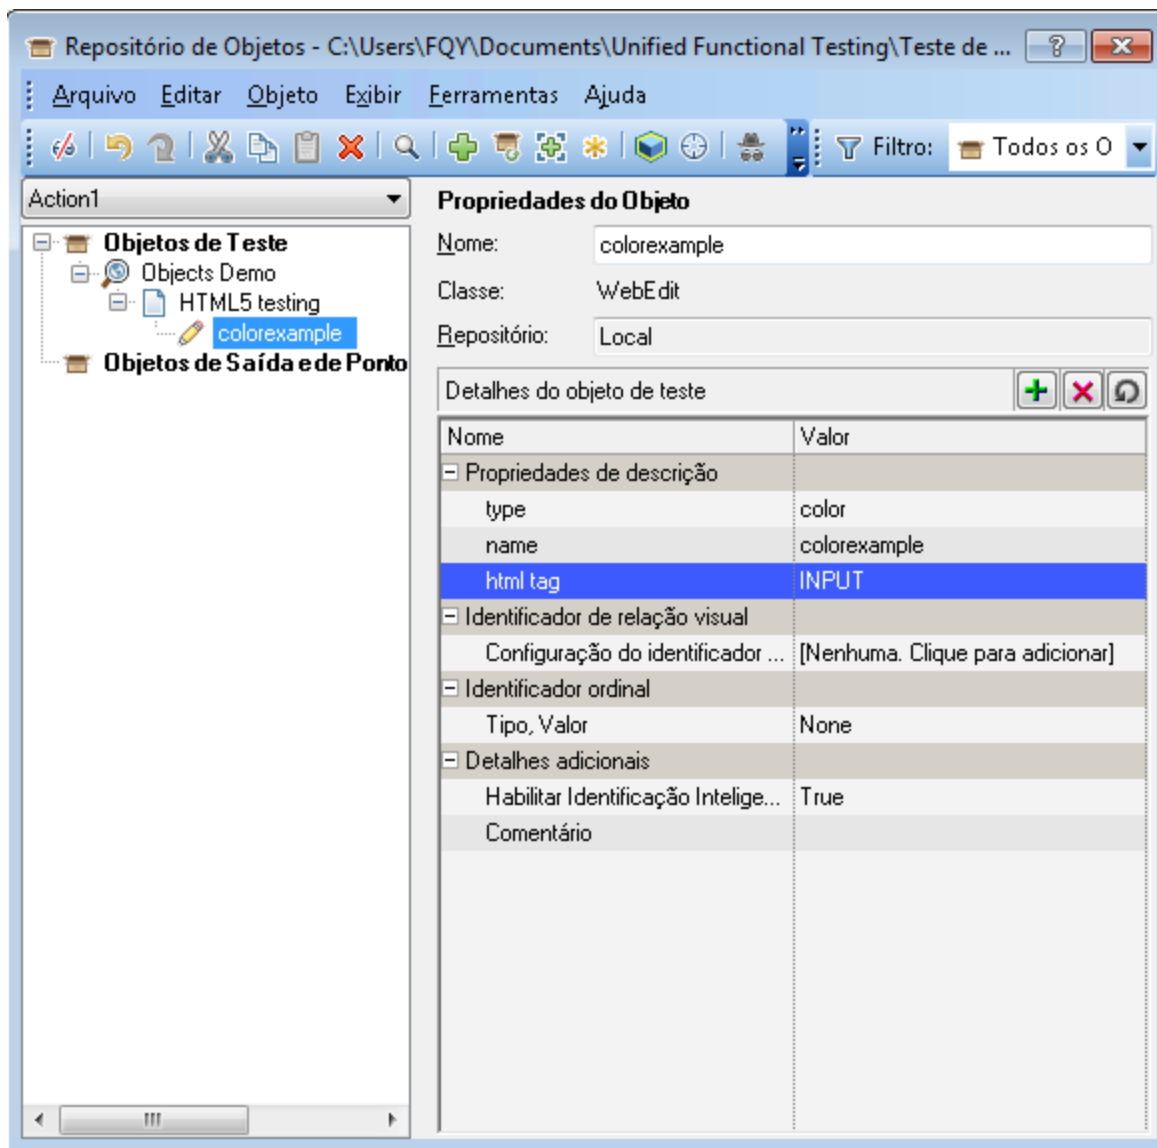 Repositório de Objetos - C:\Users\FQY\Documents\Unified Functional Testing\Teste de ...
Arquivo Editar Objeto Exibir Ferramentas Ajuda
Filtro: Todos os O
Action1
Objetos de Teste
Objects Demo
HTML5 testing
colorexample
Objetos de Saída e de Ponto
Propriedades do Objeto
Nome: colorexample
Classe: WebEdit
Repositório: Local
Detalhes do objeto de teste
Nome Valor
Propriedades de descrição
type color
name colorexample
html tag INPUT
Identificador de relação visual
Configuração do identificador ... [Nenhuma. Clique para adicionar]
Identificador ordinal
Tipo, Valor None
Detalhes adicionais
Habilitar Identificação Intelige... True
Comentário